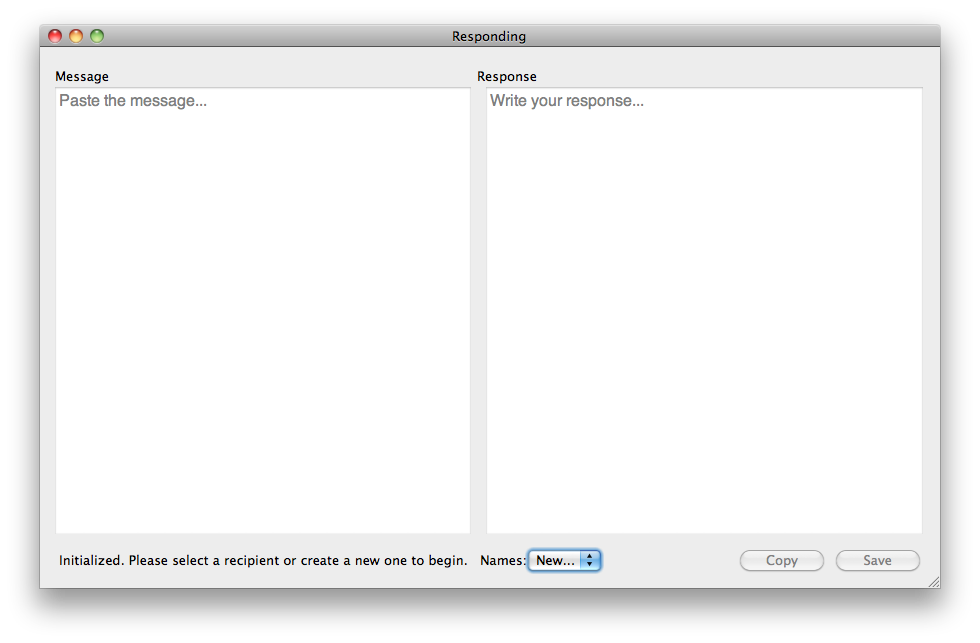 Responding
Message
Response
Paste the message...
Write your response...
Initialized. Please select a recipient or create a new one to begin.
Names:
New...
Copy
Save